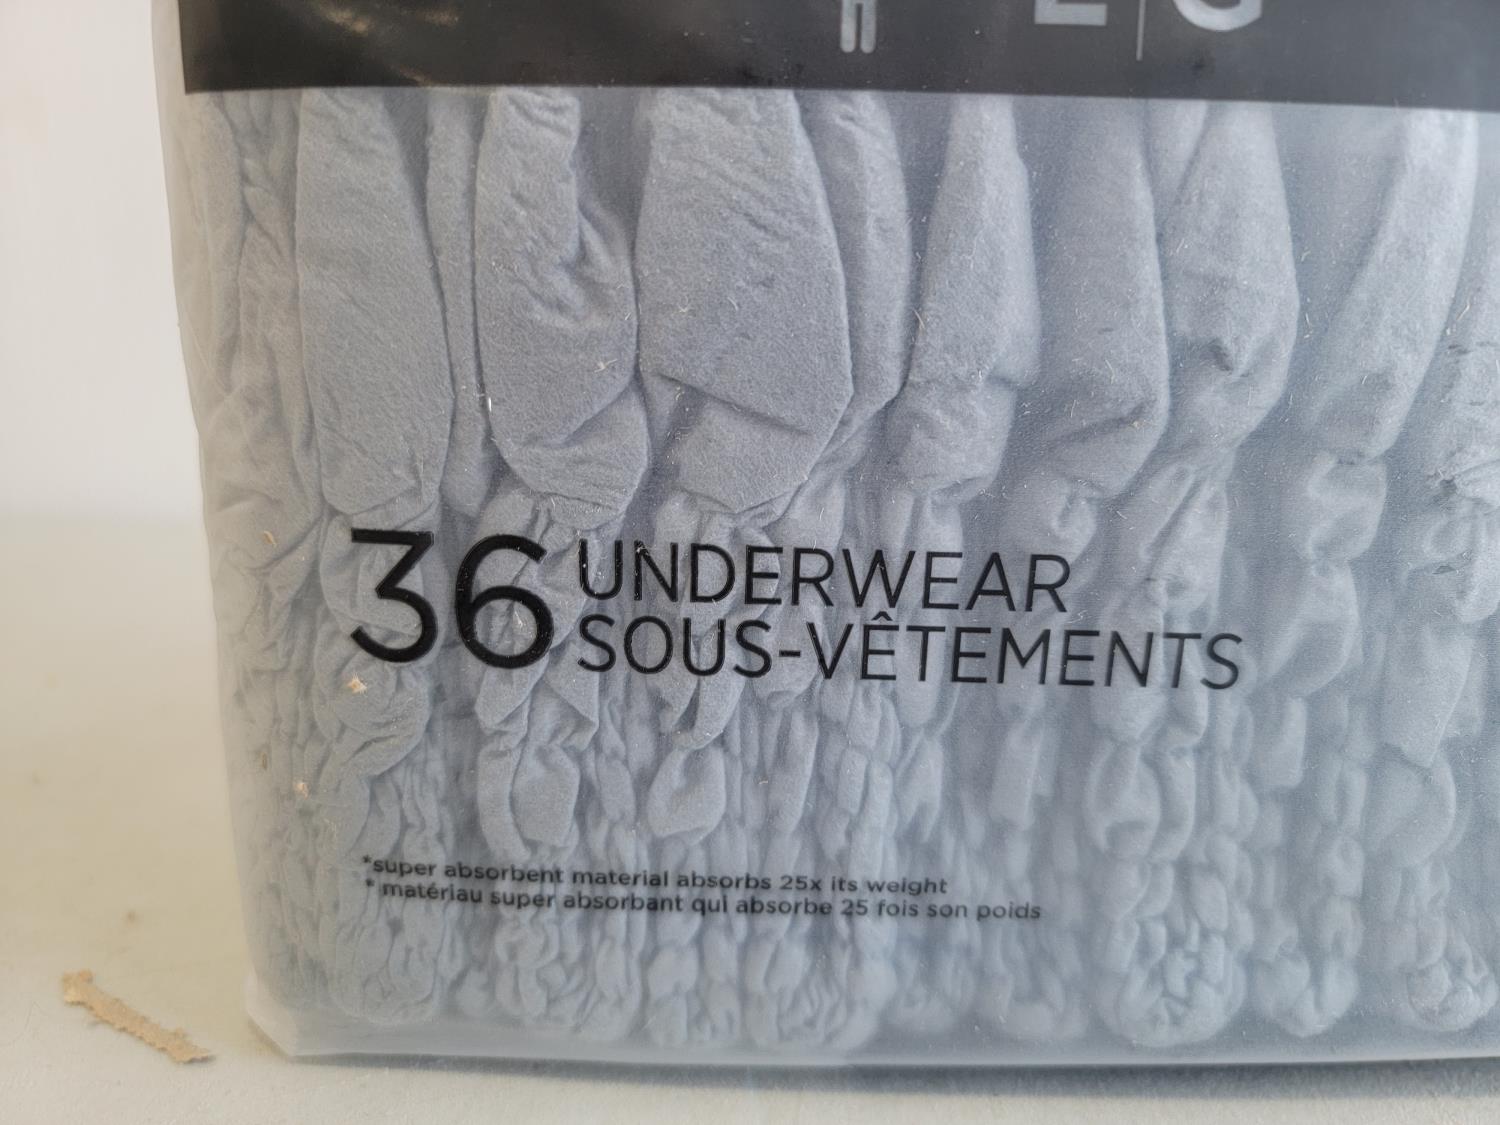 L|G
36 UNDERWEAR
SOUS-VÊTEMENTS
*super absorbent material absorbs 25x its weight
* matériau super absorbant qui absorbe 25 fois son poids